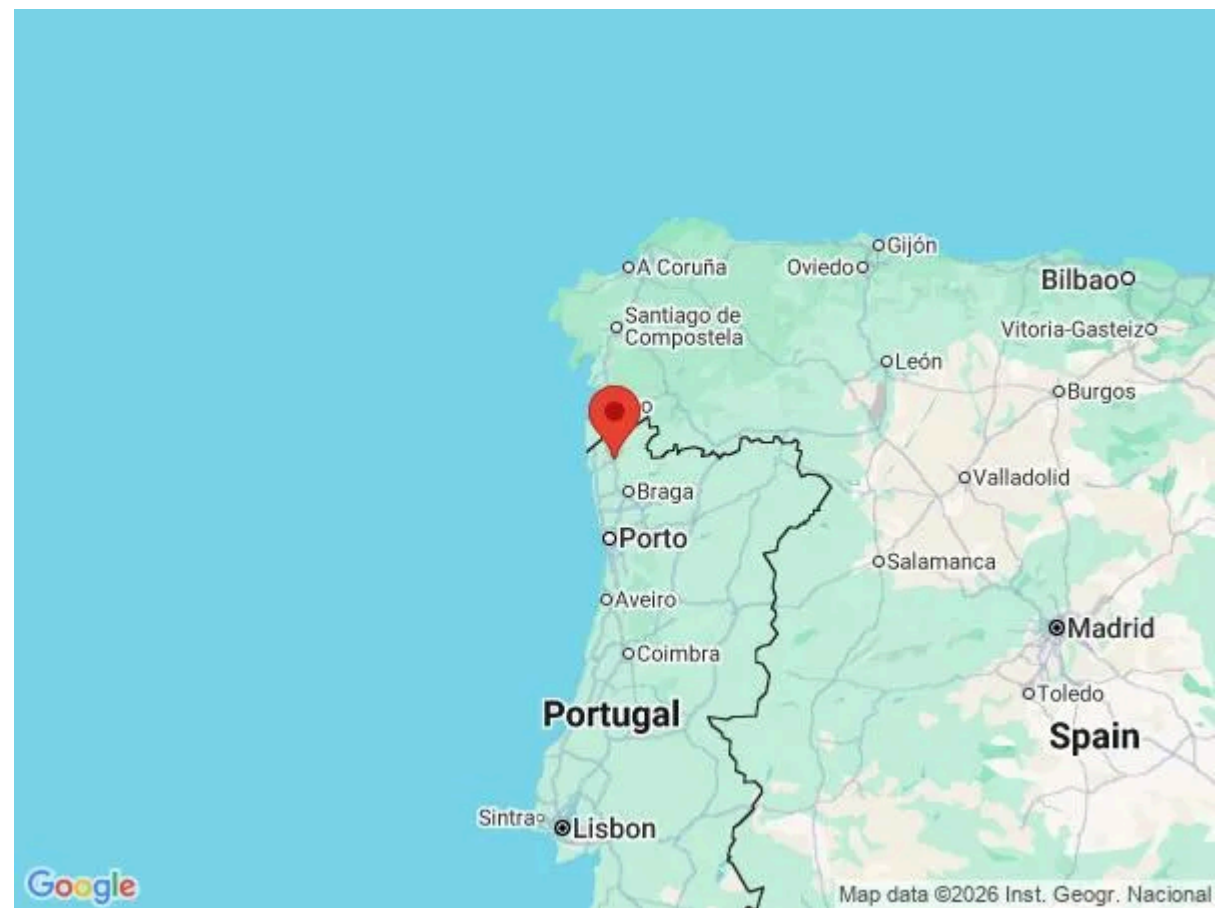 Gijón
A Coruña
Oviedo
Bilbao
Santiago de
Compostela
Vitoria-Gasteiz
León
Burgos
Valladolid
Braga
Porto
Salamanca
Aveiro
Madrid
Coimbra
Toledo
Portugal
Spain
Sintra
Lisbon
Google
Map data ©2026 Inst. Geogr. Nacional